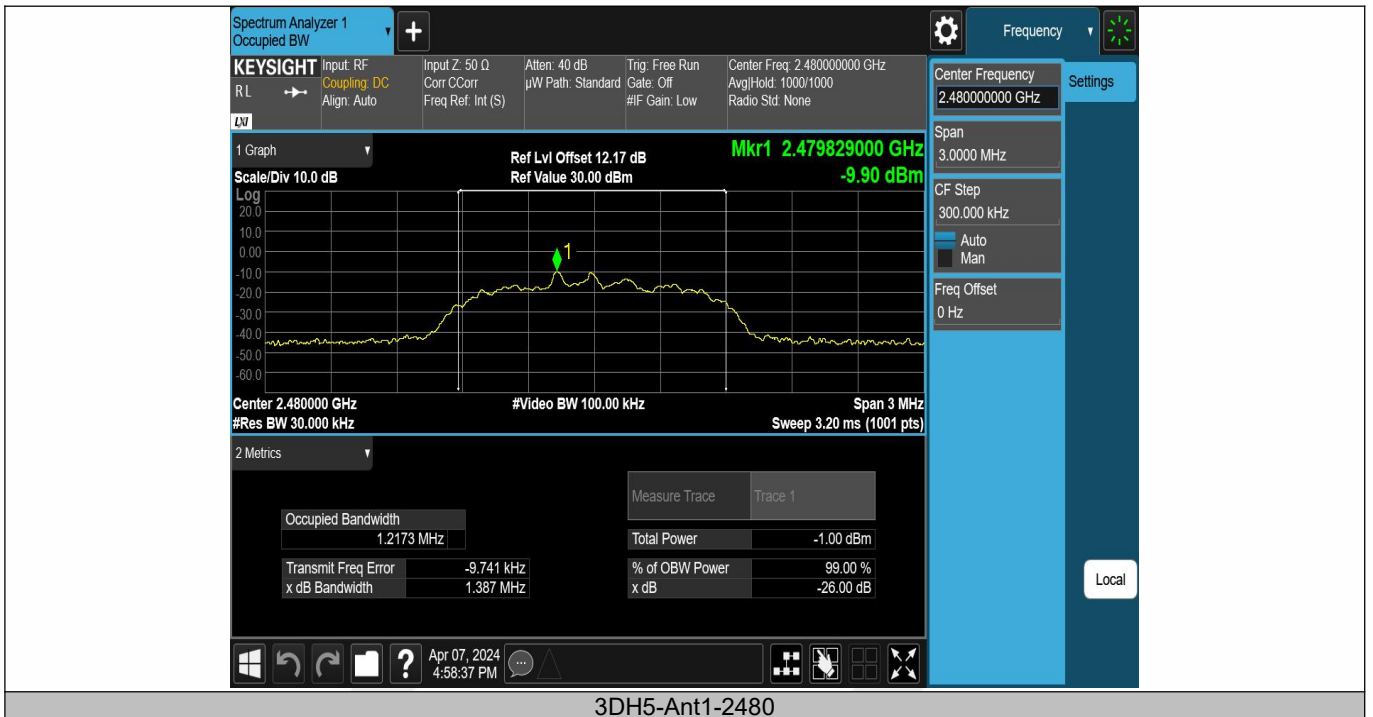 Spectrum Analyzer 1
Occupied BW
+
Frequency
KEYSIGHT
RL
LXI
Input: RF
Coupling: DC
Align: Auto
Input Z: 50 Ω
Corr CCorr
Freq Ref: Int (S)
Atten: 40 dB
µW Path: Standard
Trig: Free Run
Gate: Off
#IF Gain: Low
Center Freq: 2.480000000 GHz
Avg|Hold: 1000/1000
Radio Std: None
Center Frequency
2.480000000 GHz
Settings
Span
3.0000 MHz
CF Step
300.000 kHz
Auto
Man
Freq Offset
0 Hz
Local
1 Graph
Scale/Div 10.0 dB
Ref Lvl Offset 12.17 dB
Ref Value 30.00 dBm
Mkr1 2.479829000 GHz
-9.90 dBm
Log
20.0
10.0
0.00
-10.0
-20.0
-30.0
-40.0
-50.0
-60.0
1
Center 2.480000 GHz
#Video BW 100.00 kHz
Span 3 MHz
#Res BW 30.000 kHz
Sweep 3.20 ms (1001 pts)
2 Metrics
Measure Trace Trace 1
Occupied Bandwidth
1.2173 MHz
Total Power -1.00 dBm
Transmit Freq Error -9.741 kHz
% of OBW Power 99.00 %
x dB Bandwidth 1.387 MHz
x dB -26.00 dB
?
Apr 07, 2024
4:58:37 PM
3DH5-Ant1-2480